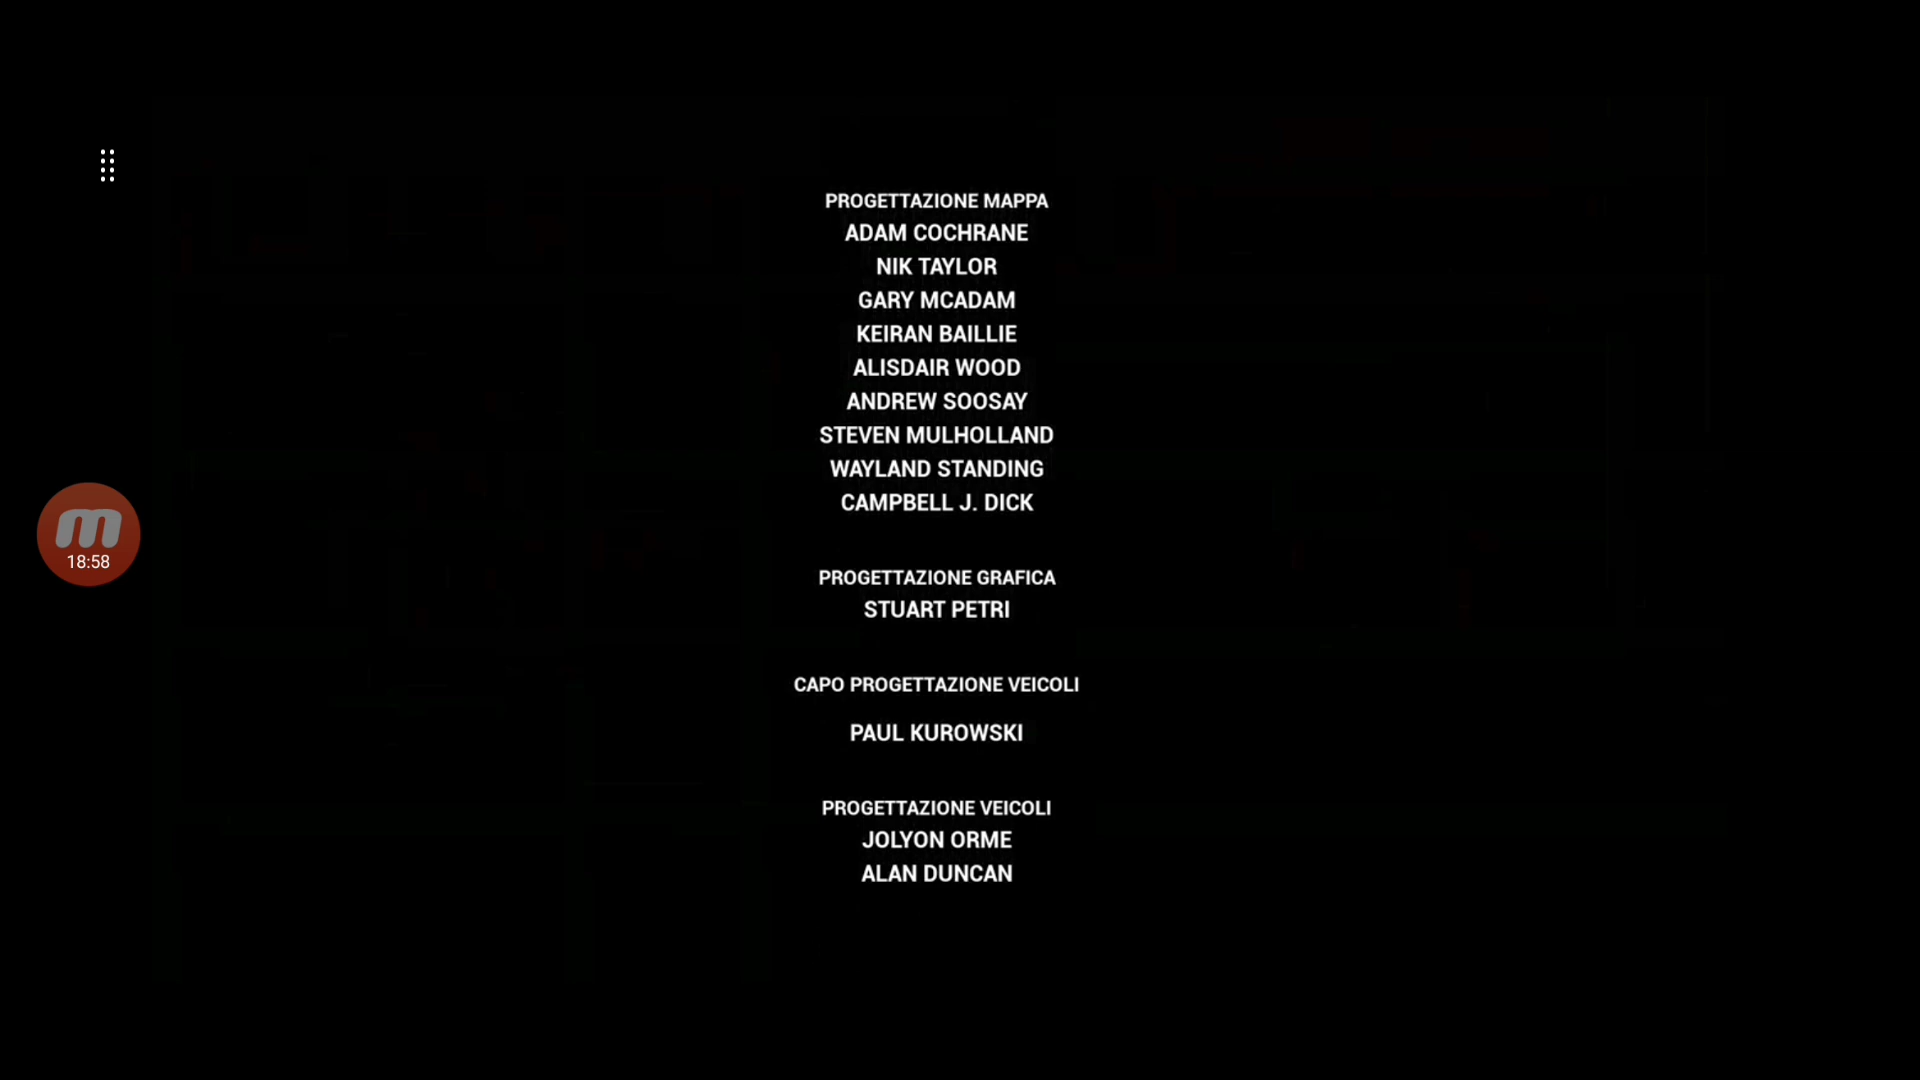 PROGETTAZIONE MAPPA
ADAM COCHRANE
NIK TAYLOR
GARY MCADAM
KEIRAN BAILLIE
ALISDAIR WOOD
ANDREW SOOSAY
STEVEN MULHOLLAND
WAYLAND STANDING
CAMPBELL J. DICK
PROGETTAZIONE GRAFICA
STUART PETRI
CAPO PROGETTAZIONE VEICOLI
PAUL KUROWSKI
PROGETTAZIONE VEICOLI
JOLYON ORME
ALAN DUNCAN
m
18:58